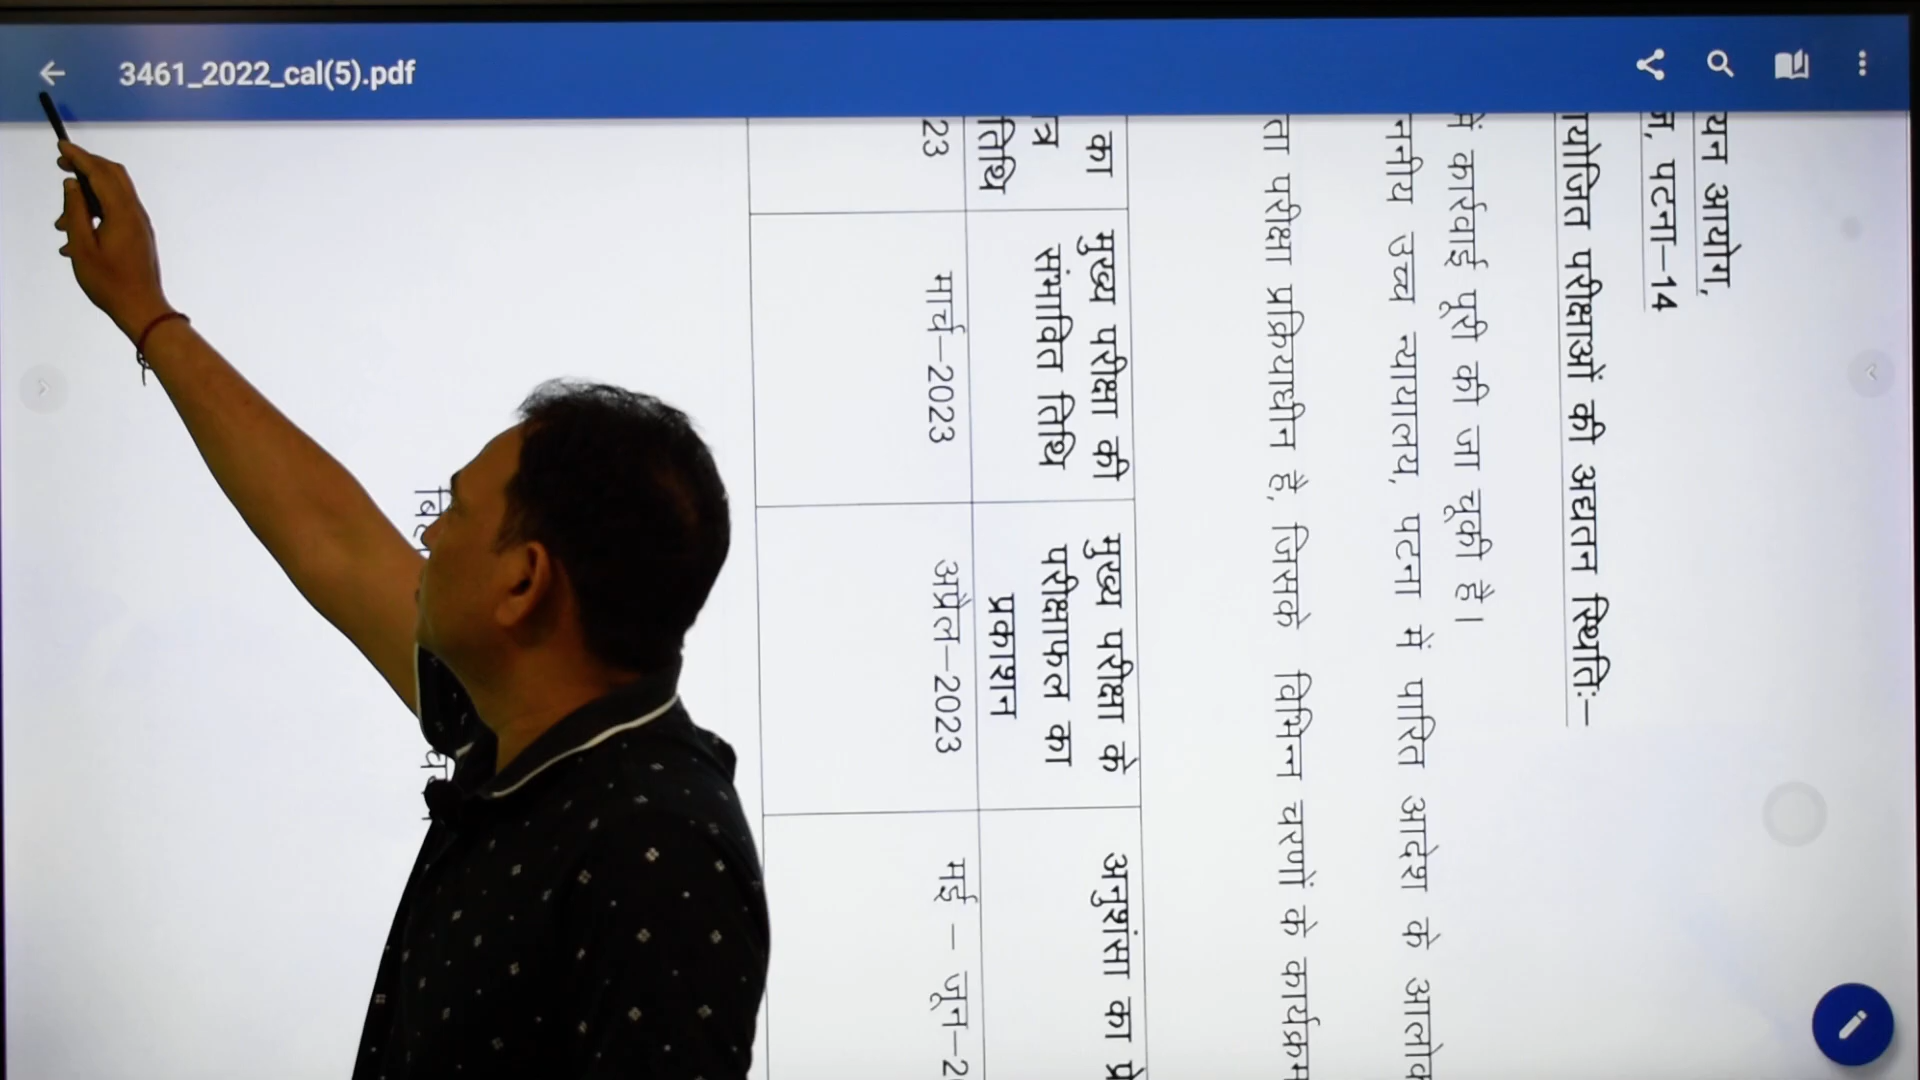 3461_2022_cal(5).pdf
यन आयोग,
पटना–14
योजित परीक्षाओं की अद्यतन स्थितिः–
में कार्रवाई पूरी की जा चूकी है।
ननीय उच्च न्यायालय, पटना में पारित आदेश के आलोक
ता परीक्षा प्रक्रियाधीन है, जिसके विभिन्न चरणों के कार्यक्रम
का
त्र
तिथि
मुख्य परीक्षा की
संभावित तिथि
मुख्य परीक्षा के
परीक्षाफल का
प्रकाशन
अनुशंसा का प्रे
23
मार्च–2023
अप्रैल–2023
मई – जून–2